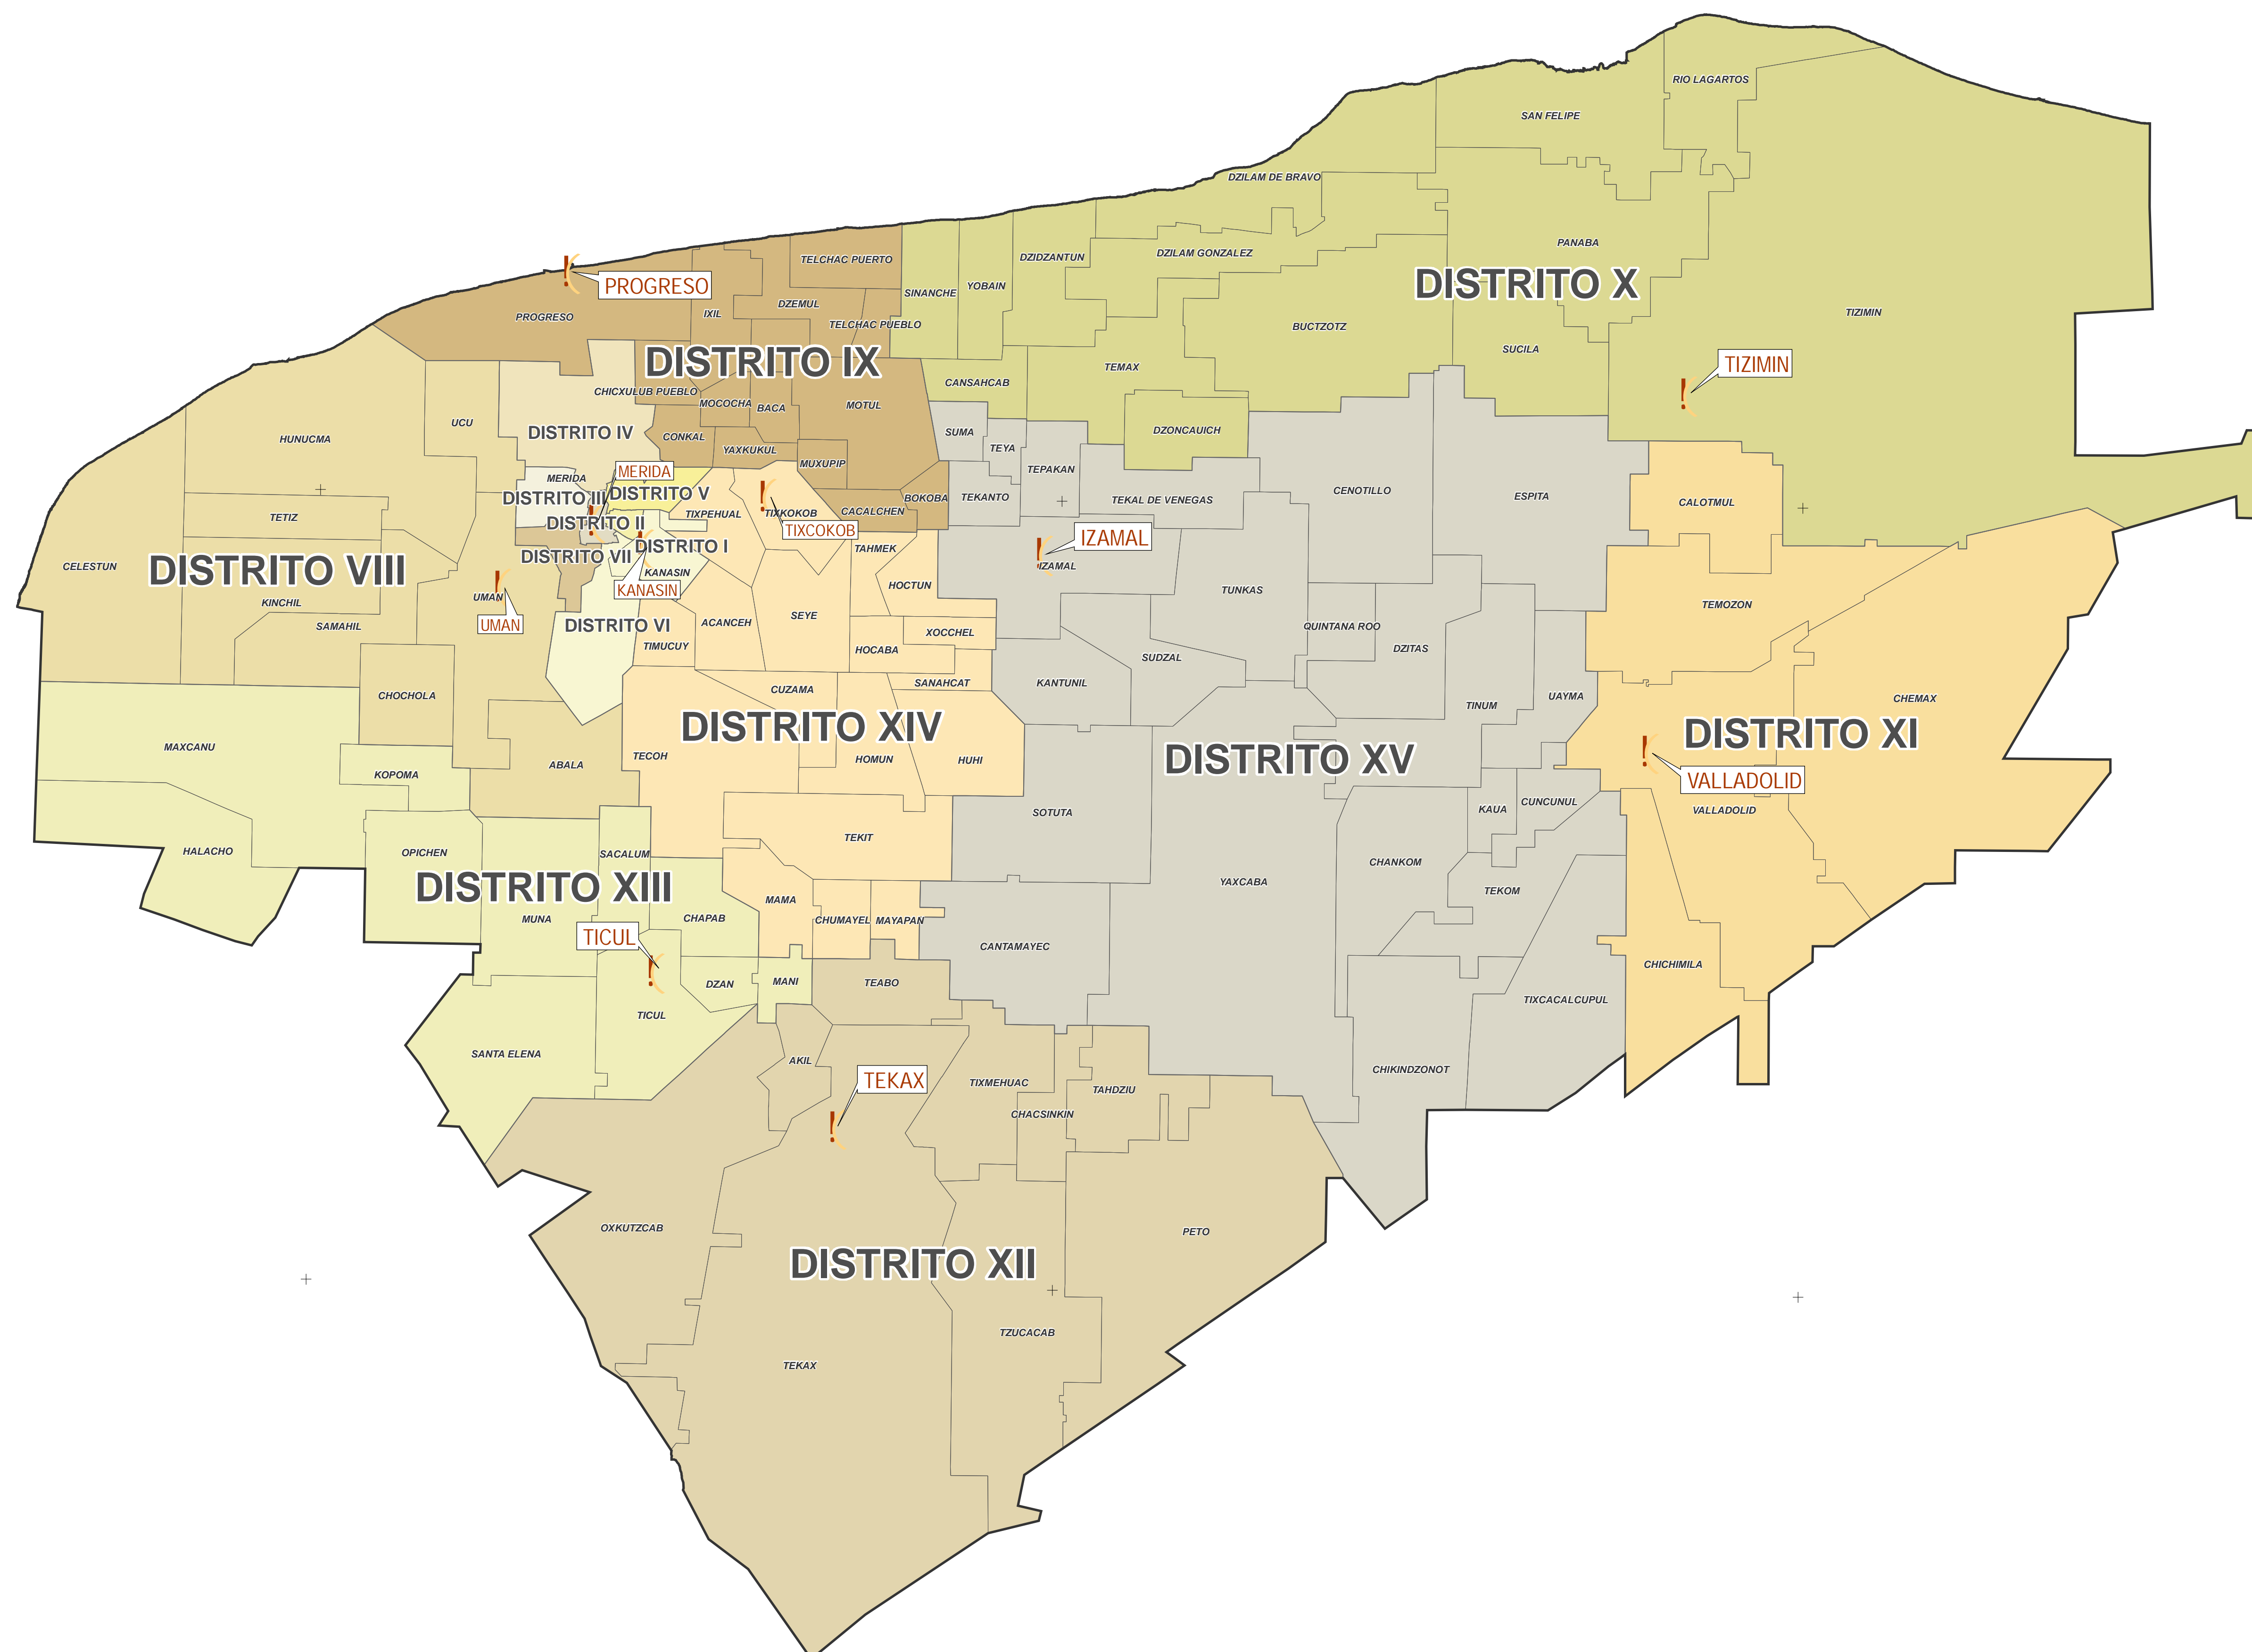 RIO LAGARTOS
SAN FELIPE
DZILAM DE BRAVO
PANABA
DZIDZANTUN
DZILAM GONZALEZ
TELCHAC PUERTO
DISTRITO X
PROGRESO
YOBAIN
SINANCHE
DZEMUL
TIZIMIN
PROGRESO
IXIL
TELCHAC PUEBLO
BUCTZOTZ
SUCILA
DISTRITO IX
TIZIMIN
TEMAX
CANSAHCAB
CHICXULUB PUEBLO
MOCOCHA
BACA
MOTUL
UCU
DISTRITO IV
SUMA
DZONCAUICH
HUNUCMA
CONKAL
YAXKUKUL
TEYA
MUXUPIP
MERIDA
TEPAKAN
MERIDA
DISTRITO III
DISTRITO V
BOKOBA
TEKANTO
TEKAL DE VENEGAS
CENOTILLO
ESPITA
CALOTMUL
TETIZ
DISTRITO II
TIXPEHUAL
TIXKOKOB
CACALCHEN
TIXCOKOB
IZAMAL
DISTRITO VII
DISTRITO I
TAHMEK
IZAMAL
CELESTUN
DISTRITO VIII
KANASIN
HOCTUN
KANASIN
TUNKAS
KINCHIL
UMAN
TEMOZON
SAMAHIL
UMAN
DISTRITO VI
ACANCEH
SEYE
XOCCHEL
QUINTANA ROO
TIMUCUY
HOCABA
SUDZAL
DZITAS
KANTUNIL
CUZAMA
SANAHCAT
CHOCHOLA
UAYMA
CHEMAX
TINUM
DISTRITO XIV
DISTRITO XI
MAXCANU
TECOH
HOMUN
HUHI
DISTRITO XV
KOPOMA
ABALA
VALLADOLID
CUNCUNUL
KAUA
VALLADOLID
SOTUTA
TEKIT
HALACHO
OPICHEN
SACALUM
CHANKOM
DISTRITO XIII
YAXCABA
TEKOM
MAMA
MUNA
CHAPAB
CHUMAYEL
MAYAPAN
TICUL
CANTAMAYEC
CHICHIMILA
DZAN
MANI
TEABO
TIXCACALCUPUL
TICUL
SANTA ELENA
AKIL
CHIKINDZONOT
TEKAX
TIXMEHUAC
TAHDZIU
CHACSINKIN
OXKUTZCAB
PETO
DISTRITO XII
TZUCACAB
TEKAX